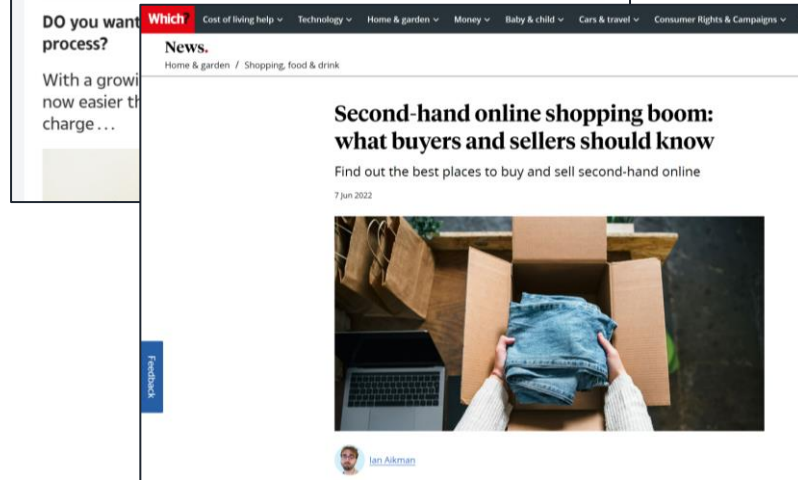 DO you want
process?
With a growi
now easier th
charge...
Which?
Cost of living help
Technology
Home & garden
Money
Baby & child
Cars & travel
Consumer Rights & Campaigns
News.
Home & garden / Shopping, food & drink
Second-hand online shopping boom:
what buyers and sellers should know
Find out the best places to buy and sell second-hand online
7 Jun 2022
Feedback
Ian Aikman